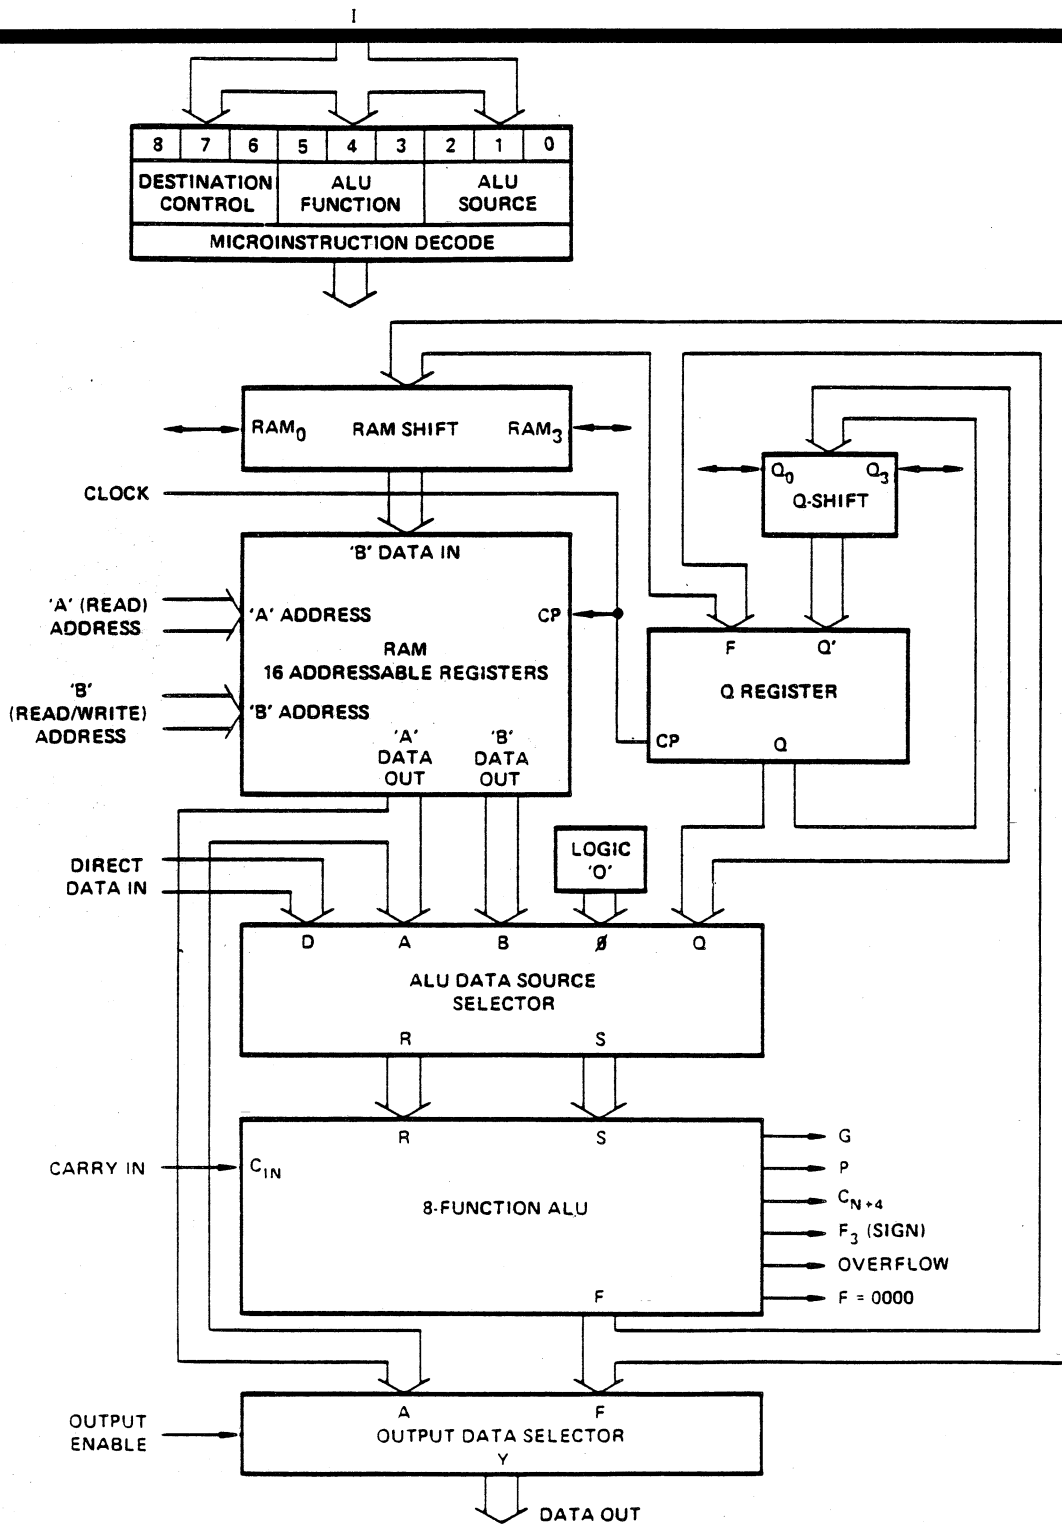 I
8 7 6 5 4 3 2 1 0
DESTINATION CONTROL
ALU FUNCTION
ALU SOURCE
MICROINSTRUCTION DECODE
RAM0 RAM SHIFT RAM3
Q0 Q3
Q-SHIFT
CLOCK
'B' DATA IN
'A' (READ)
ADDRESS
'A' ADDRESS
CP
RAM
16 ADDRESSABLE REGISTERS
'B'
(READ/WRITE)
ADDRESS
'B' ADDRESS
'A'
DATA
OUT
'B'
DATA
OUT
F Q'
Q REGISTER
CP Q
LOGIC
'0'
DIRECT
DATA IN
D A B Ø Q
ALU DATA SOURCE
SELECTOR
R S
R S
CARRY IN
CIN
8-FUNCTION ALU
F
G
P
CN+4
F3 (SIGN)
OVERFLOW
F = 0000
A F
OUTPUT
ENABLE
OUTPUT DATA SELECTOR
Y
DATA OUT